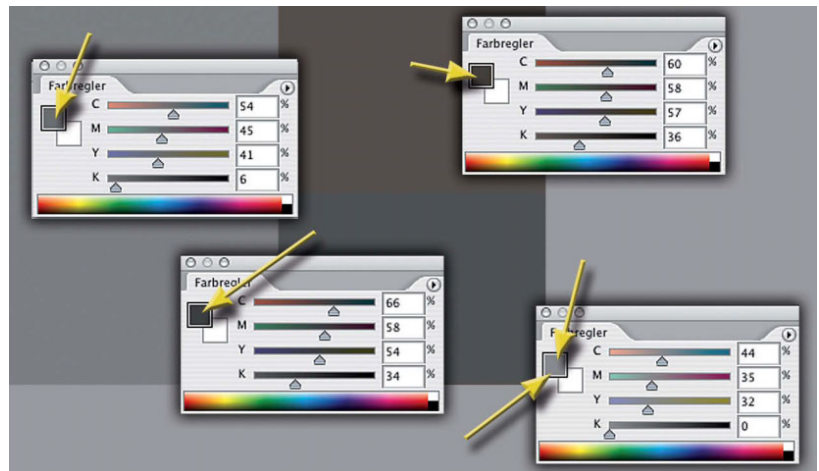 Farbregler
C 54 %
M 45 %
Y 41 %
K 6 %
Farbregler
C 60 %
M 58 %
Y 57 %
K 36 %
Farbregler
C 66 %
M 58 %
Y 54 %
K 34 %
Farbregler
C 44 %
M 35 %
Y 32 %
K 0 %